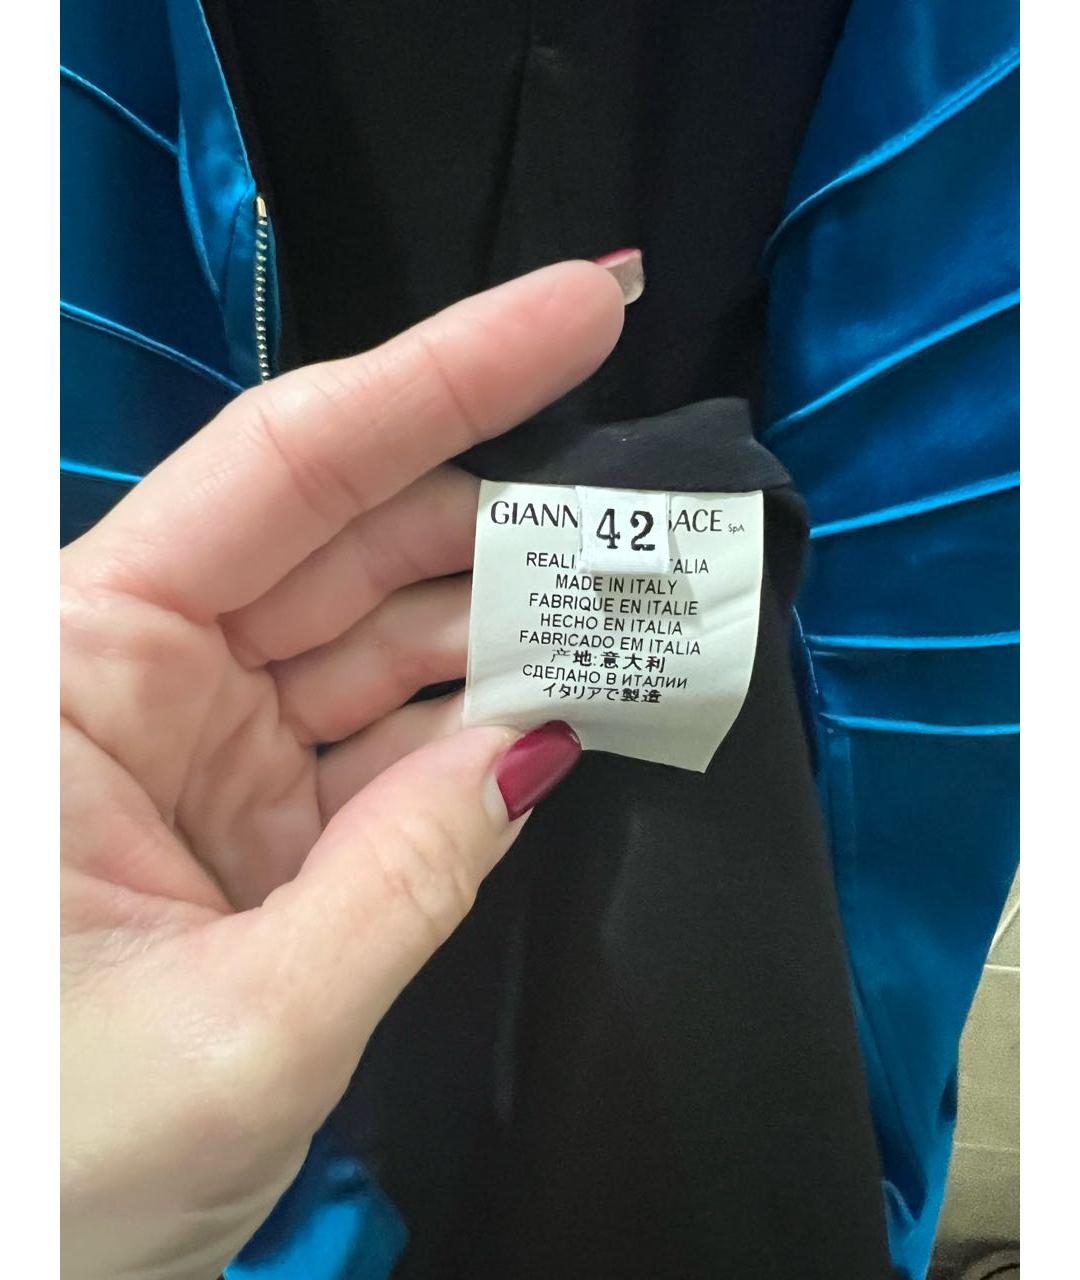 GIANN 42 SACE SpA
REALI TALIA
MADE IN ITALY
FABRIQUE EN ITALIE
HECHO EN ITALIA
FABRICADO EM ITALIA
产地:意大利
СДЕЛАНО В ИТАЛИИ
イタリアで製造